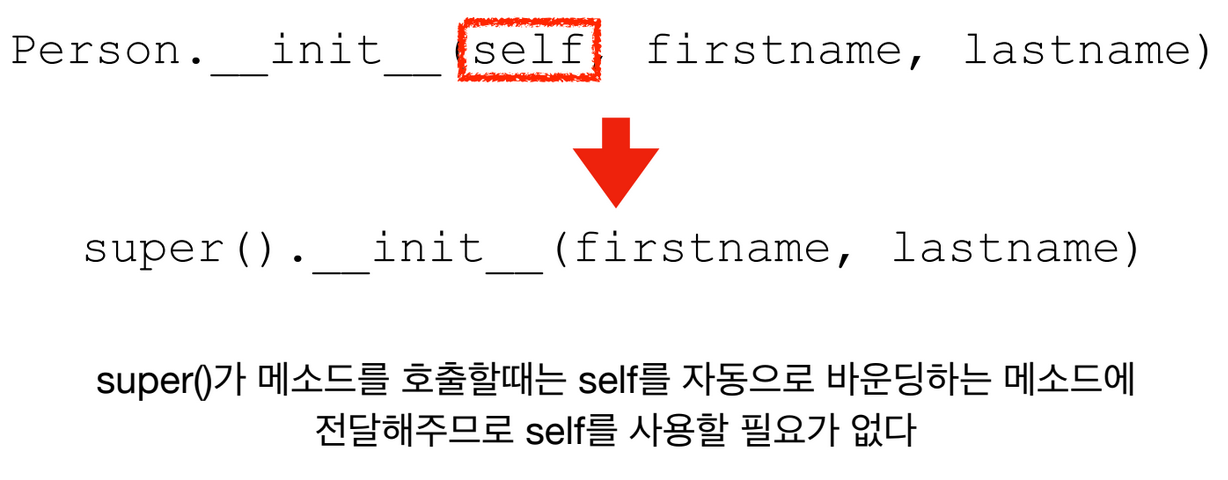 Person.__init__(self, firstname, lastname)
super().__init__(firstname, lastname)
super()가 메소드를 호출할때는 self를 자동으로 바운딩하는 메소드에
전달해주므로 self를 사용할 필요가 없다